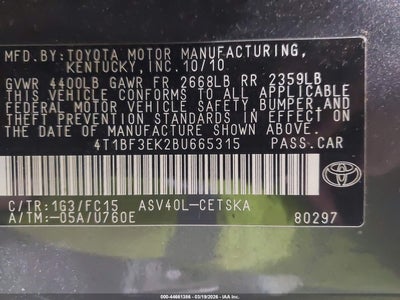 MFD BY: TOYOTA MOTOR MANUFACTURING,
KENTUCKY, INC. 10/10
GVWR 4400LB GAWR FR 2668LB RR 2359LB
THIS VEHICLE CONFORMS TO ALL APPLICABLE
FEDERAL MOTOR VEHICLE SAFETY, BUMPER, AND
THEFT PREVENTION STANDARDS IN EFFECT ON
THE DATE OF MANUFACTURE SHOWN ABOVE.
4T1BF3EK2BU665315 PASS.CAR
C/TR:1G3/FC15 ASV40L-CETSKA
A/TM:-05A/U760E
TOYOTA
80297
000-44661386 - 03/19/2026 - IAA Inc.